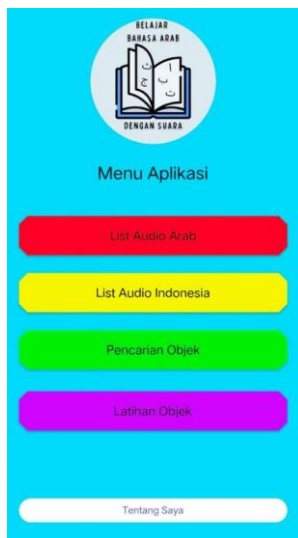 BELAJAR
BAHASA ARAB
DENGAN SUARA
Menu Aplikasi
List Audio Arab
List Audio Indonesia
Pencarian Objek
Latihan Objek
Tentang Saya